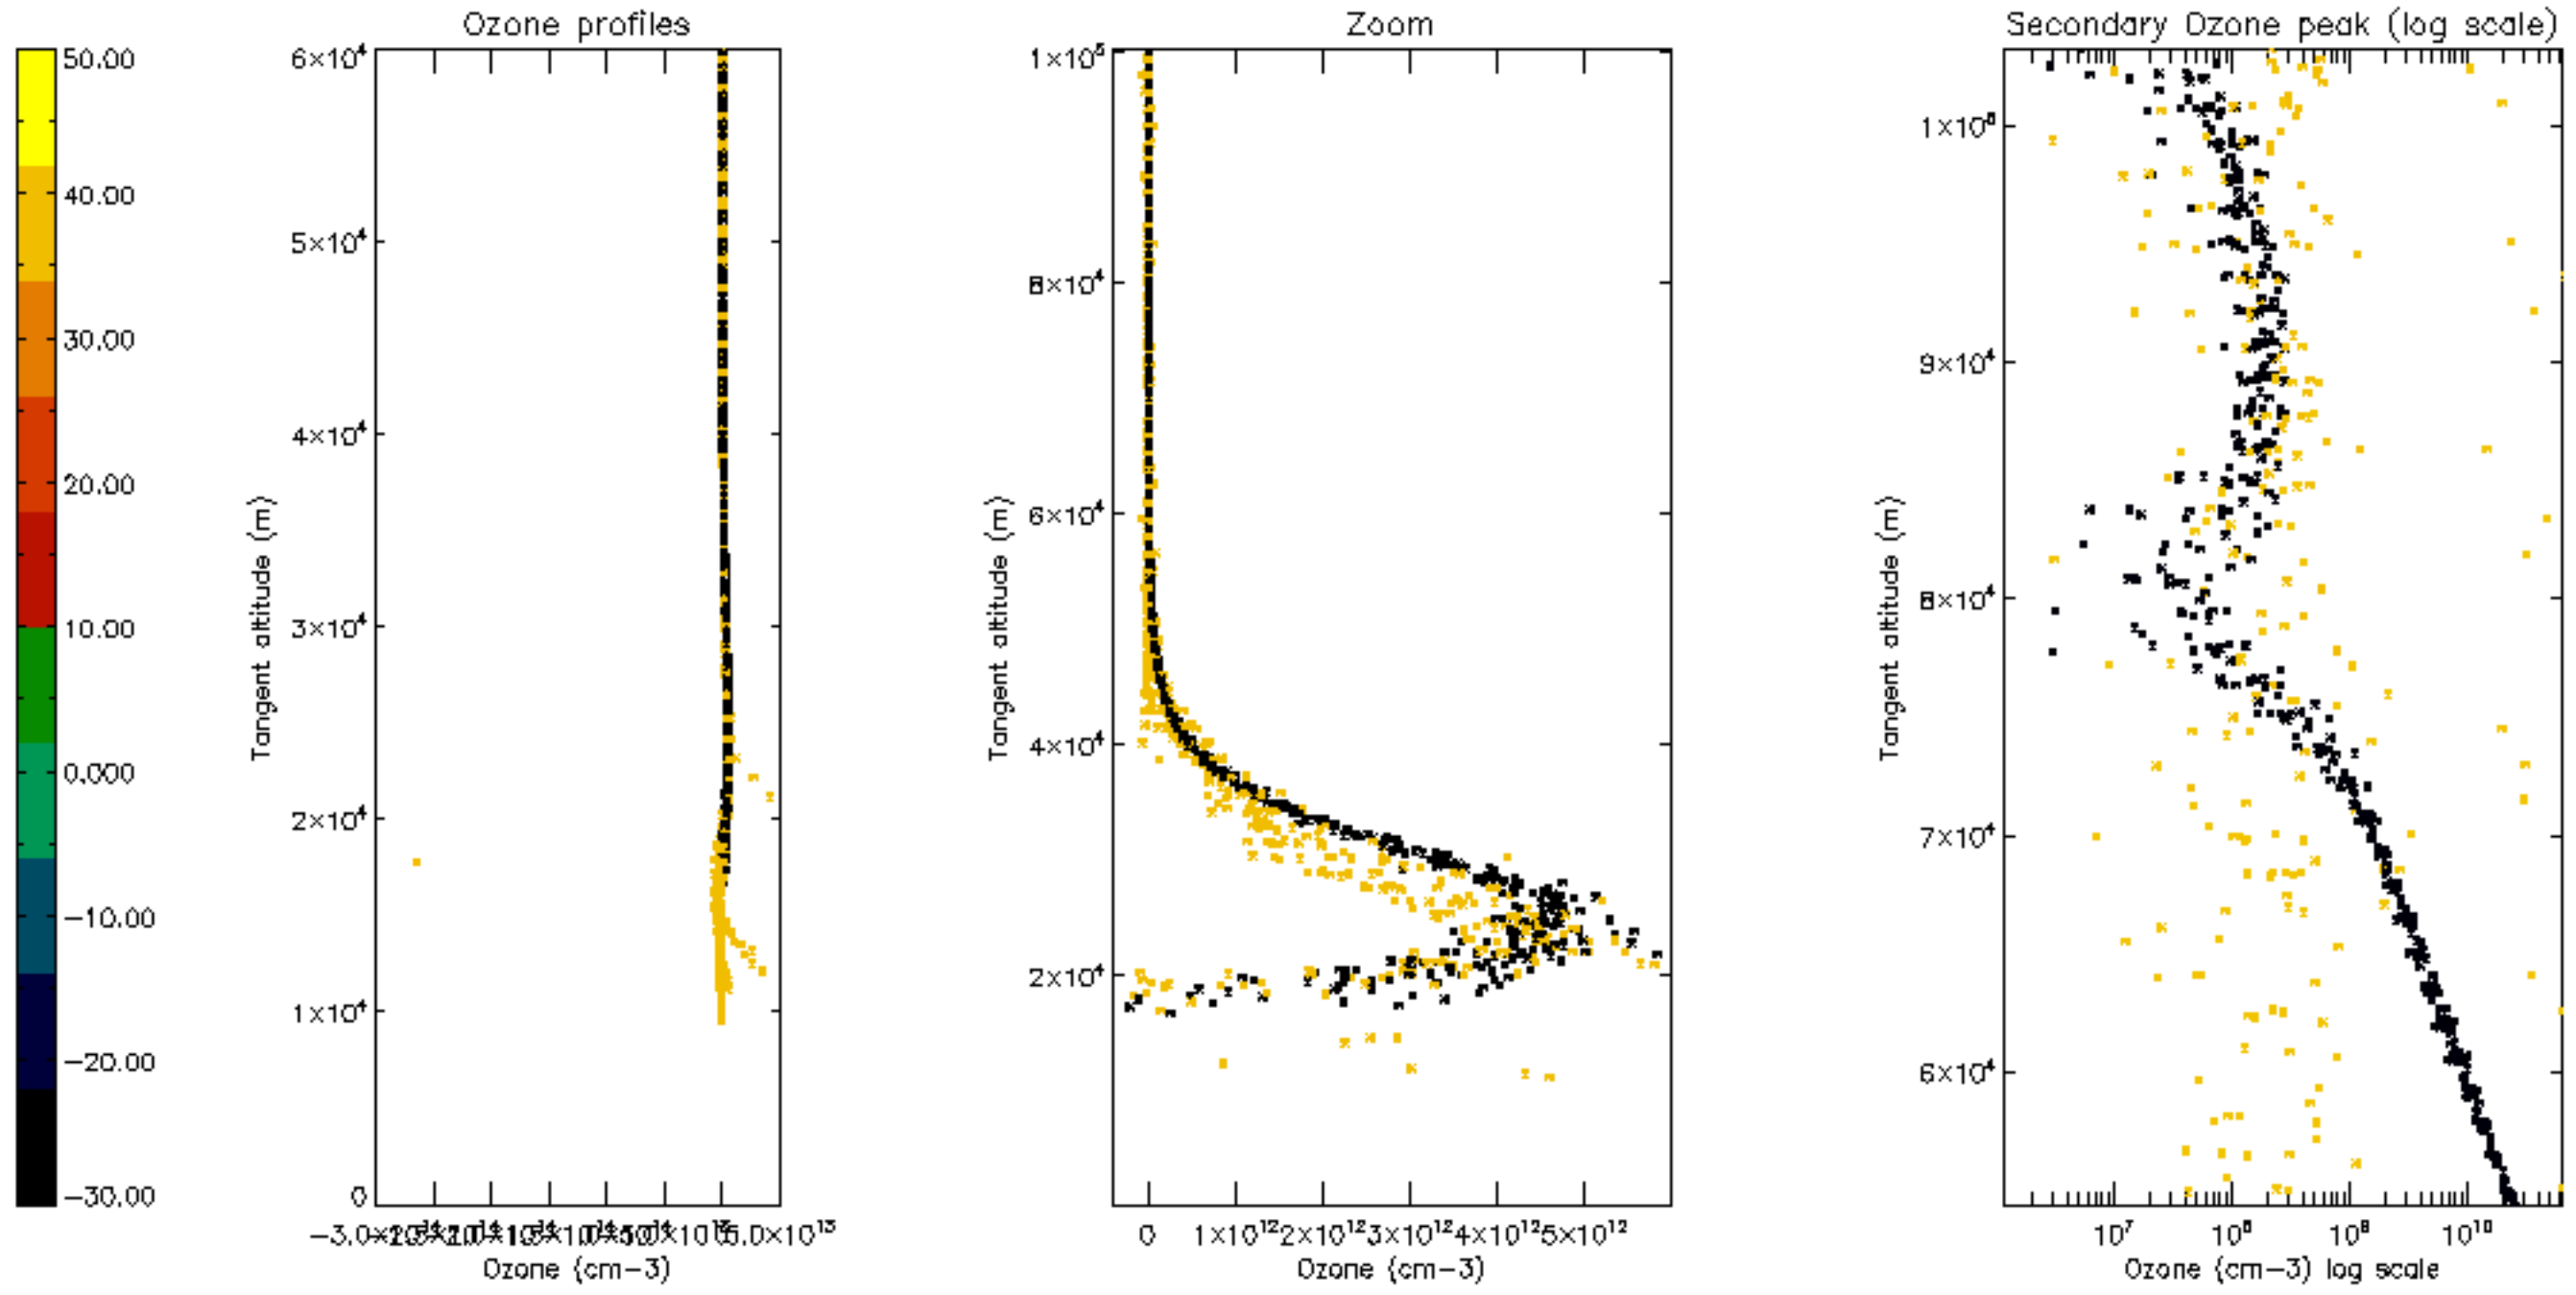 Ozone profiles
Zoom
Secondary Ozone peak (log scale)
50.00
40.00
30.00
20.00
10.00
0.000
−10.00
−20.00
−30.00
6×10⁴
5×10⁴
4×10⁴
3×10⁴
2×10⁴
1×10⁴
0
Tangent altitude (m)
5.0×10¹³
Ozone (cm−3)
1×10⁵
8×10⁴
6×10⁴
4×10⁴
2×10⁴
Tangent altitude (m)
0 1×10¹² 2×10¹² 3×10¹² 4×10¹² 5×10¹²
Ozone (cm−3)
1×10⁵
9×10⁴
8×10⁴
7×10⁴
6×10⁴
Tangent altitude (m)
10⁷ 10⁸ 10⁹ 10¹⁰
Ozone (cm−3) log scale